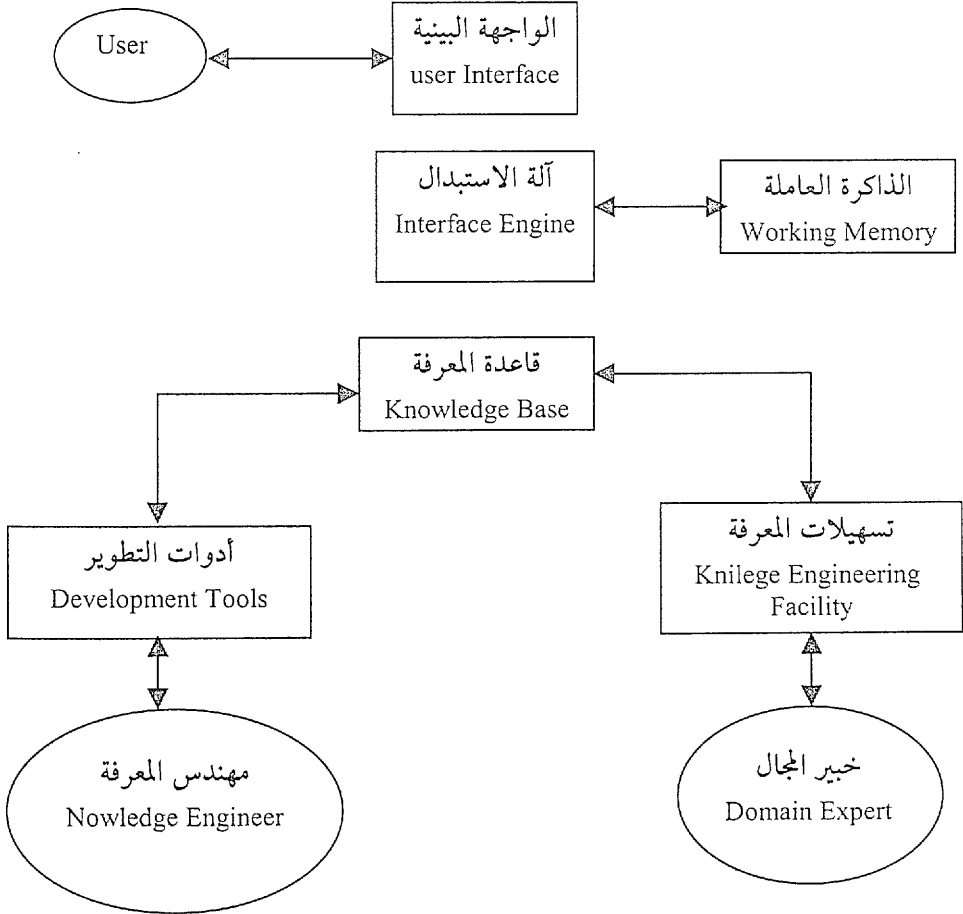 User
الواجهة البينية
user Interface
آلة الاستبدال
Interface Engine
الذاكرة العاملة
Working Memory
قاعدة المعرفة
Knowledge Base
أدوات التطوير
Development Tools
تسهيلات المعرفة
Knilege Engineering
Facility
مهندس المعرفة
Nowledge Engineer
خبير المجال
Domain Expert